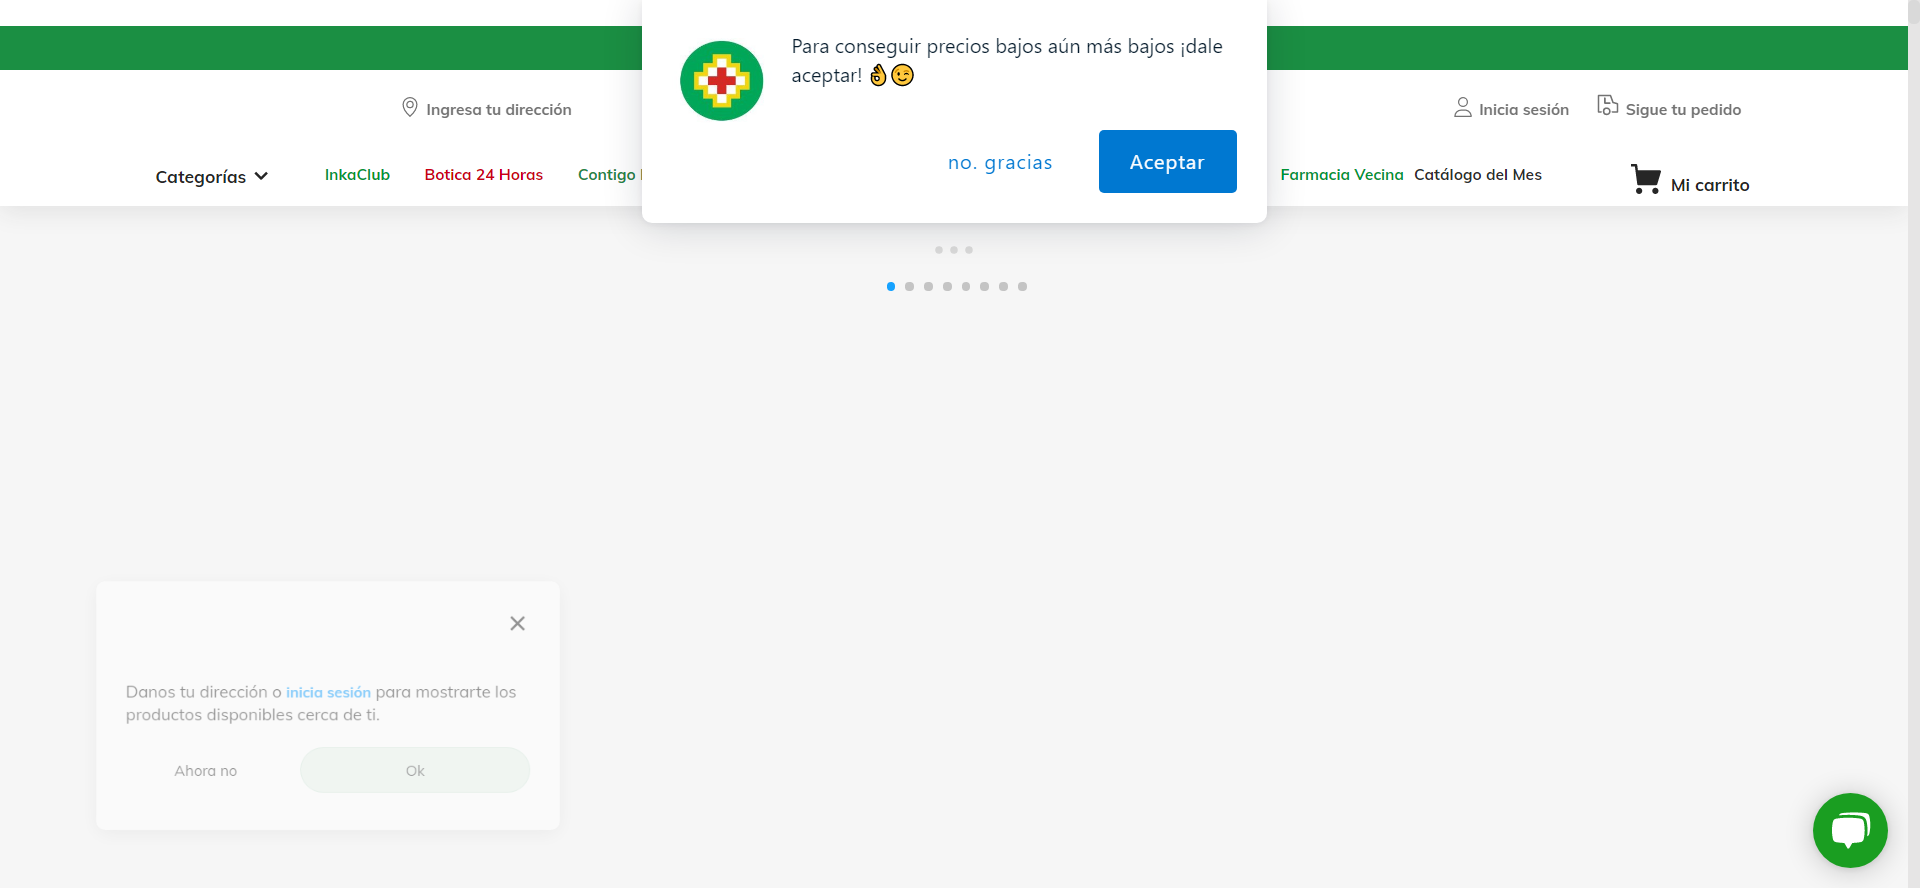 Para conseguir precios bajos aún más bajos ¡dale
aceptar! 👌😉
no. gracias
Aceptar
Ingresa tu dirección
Inicia sesión
Sigue tu pedido
Categorías
InkaClub
Botica 24 Horas
Contigo
Farmacia Vecina
Catálogo del Mes
Mi carrito
Danos tu dirección o inicia sesión para mostrarte los
productos disponibles cerca de ti.
Ahora no
Ok